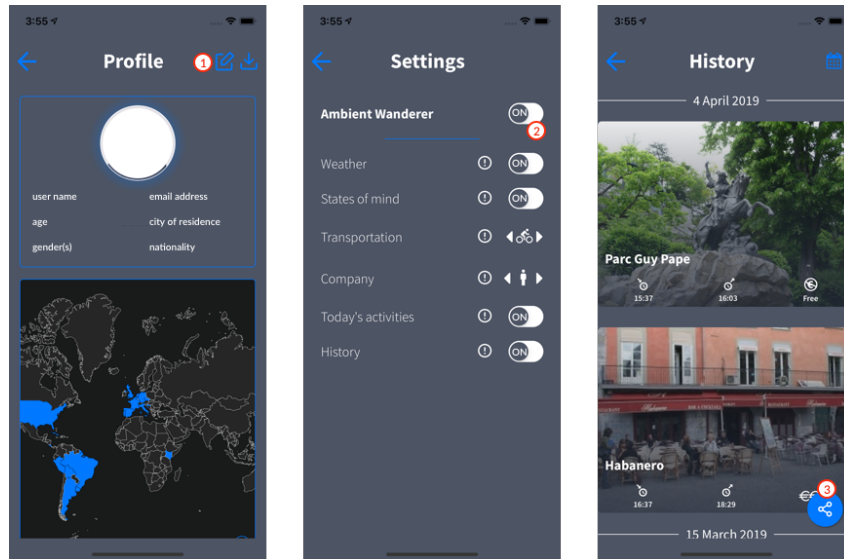 3:55
Profile
1
user name
email address
age
city of residence
gender(s)
nationality
3:55
Settings
Ambient Wanderer
ON
2
Weather
ON
States of mind
ON
Transportation
Company
Today's activities
ON
History
ON
3:55
History
4 April 2019
Parc Guy Pape
15:37
16:03
Free
Habanero
16:37
18:29
€
3
15 March 2019